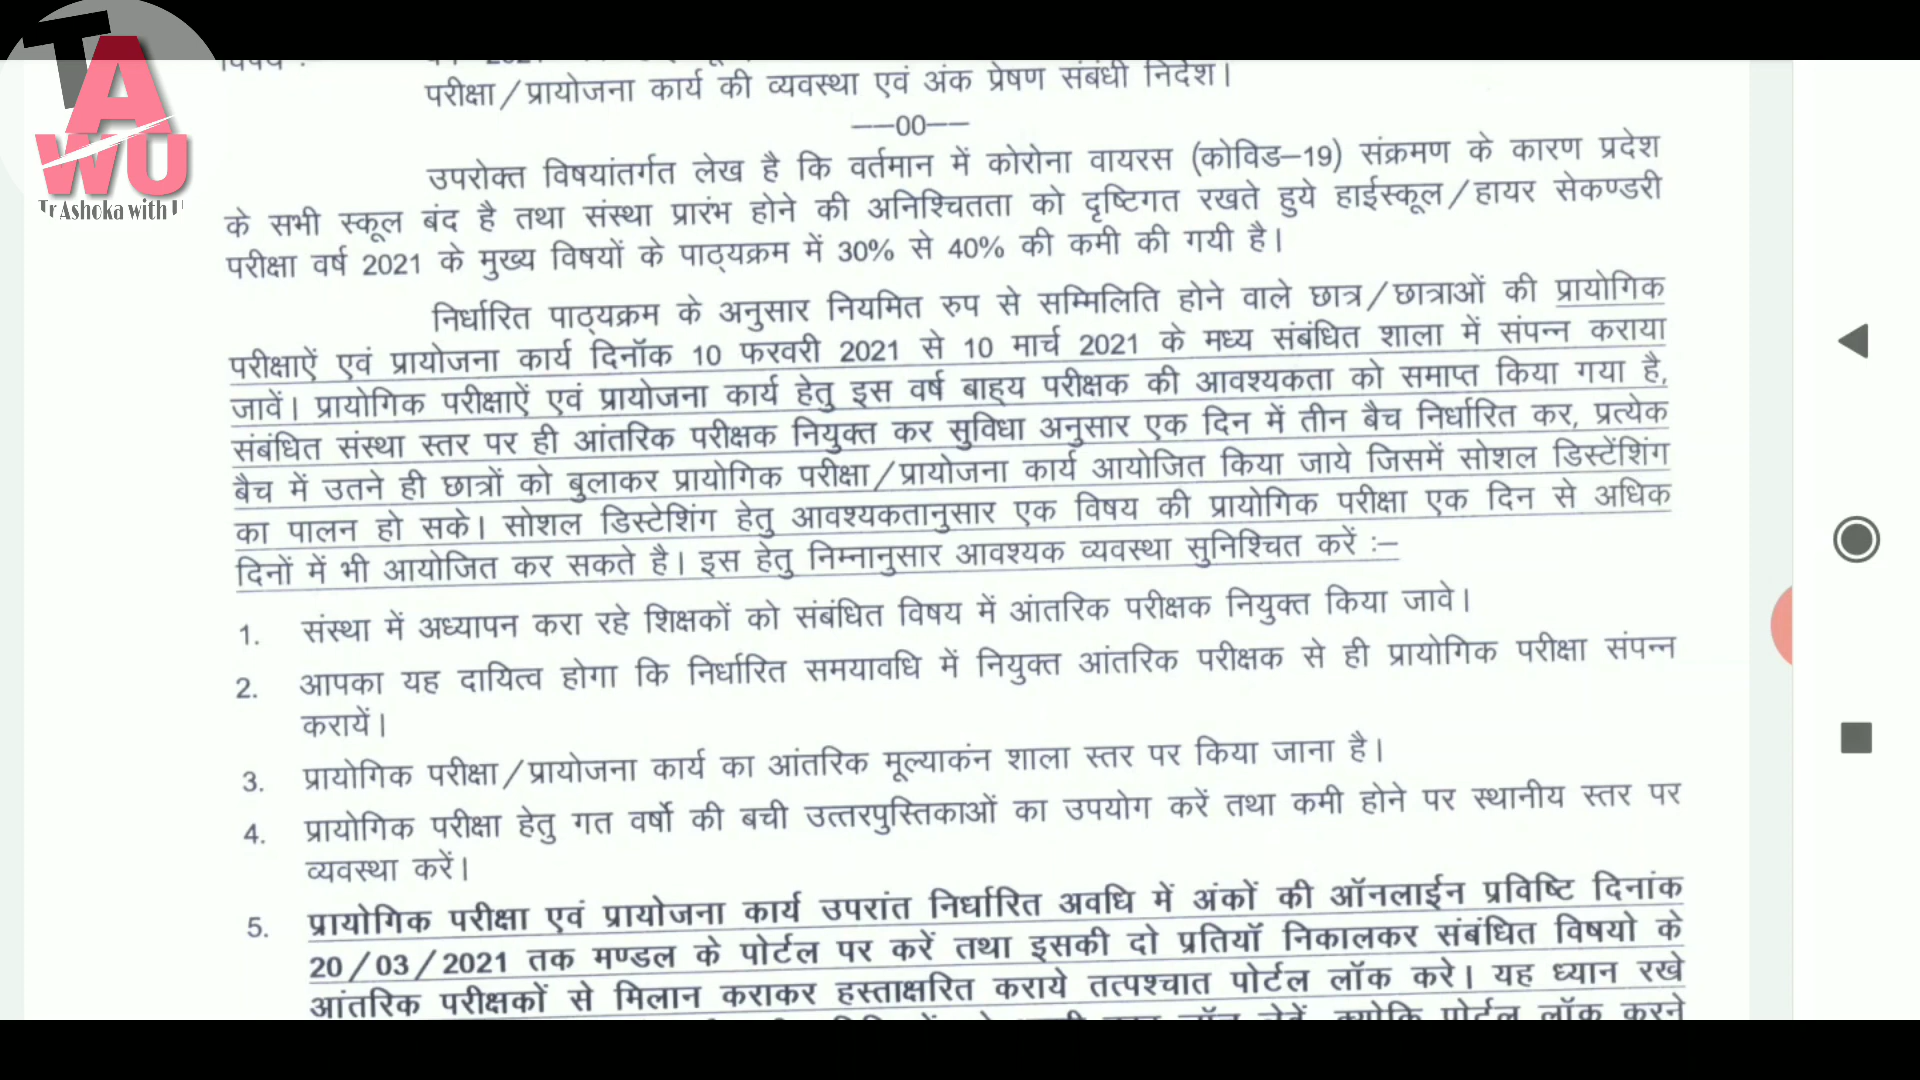 TA
WU
Tr Ashoka with U
विषय :
परीक्षा/प्रायोजना कार्य की व्यवस्था एवं अंक प्रेषण संबंधी निर्देश।
——00——
उपरोक्त विषयांतर्गत लेख है कि वर्तमान में कोरोना वायरस (कोविड–19) संक्रमण के कारण प्रदेश
के सभी स्कूल बंद है तथा संस्था प्रारंभ होने की अनिश्चितता को दृष्टिगत रखते हुये हाईस्कूल/हायर सेकण्डरी
परीक्षा वर्ष 2021 के मुख्य विषयों के पाठ्यक्रम में 30% से 40% की कमी की गयी है।
निर्धारित पाठ्यक्रम के अनुसार नियमित रुप से सम्मिलिति होने वाले छात्र/छात्राओं की प्रायोगिक
परीक्षाऐं एवं प्रायोजना कार्य दिनॉक 10 फरवरी 2021 से 10 मार्च 2021 के मध्य संबंधित शाला में संपन्न कराया
जावें। प्रायोगिक परीक्षाऐं एवं प्रायोजना कार्य हेतु इस वर्ष बाह्य परीक्षक की आवश्यकता को समाप्त किया गया है,
संबंधित संस्था स्तर पर ही आंतरिक परीक्षक नियुक्त कर सुविधा अनुसार एक दिन में तीन बैच निर्धारित कर, प्रत्येक
बैच में उतने ही छात्रों को बुलाकर प्रायोगिक परीक्षा/प्रायोजना कार्य आयोजित किया जाये जिसमें सोशल डिस्टेंशिंग
का पालन हो सके। सोशल डिस्टेशिंग हेतु आवश्यकतानुसार एक विषय की प्रायोगिक परीक्षा एक दिन से अधिक
दिनों में भी आयोजित कर सकते है। इस हेतु निम्नानुसार आवश्यक व्यवस्था सुनिश्चित करें :–
1. संस्था में अध्यापन करा रहे शिक्षकों को संबंधित विषय में आंतरिक परीक्षक नियुक्त किया जावे।
2. आपका यह दायित्व होगा कि निर्धारित समयावधि में नियुक्त आंतरिक परीक्षक से ही प्रायोगिक परीक्षा संपन्न
करायें।
3. प्रायोगिक परीक्षा/प्रायोजना कार्य का आंतरिक मूल्याकंन शाला स्तर पर किया जाना है।
4. प्रायोगिक परीक्षा हेतु गत वर्षो की बची उत्तरपुस्तिकाओं का उपयोग करें तथा कमी होने पर स्थानीय स्तर पर
व्यवस्था करें।
5. प्रायोगिक परीक्षा एवं प्रायोजना कार्य उपरांत निर्धारित अवधि में अंकों की ऑनलाईन प्रविष्टि दिनांक
20/03/2021 तक मण्डल के पोर्टल पर करें तथा इसकी दो प्रतियॉ निकालकर संबंधित विषयो के
आंतरिक परीक्षकों से मिलान कराकर हस्ताक्षरित कराये तत्पश्चात पोर्टल लॉक करे। यह ध्यान रखे
क्योकि पोर्टल लॉक करने